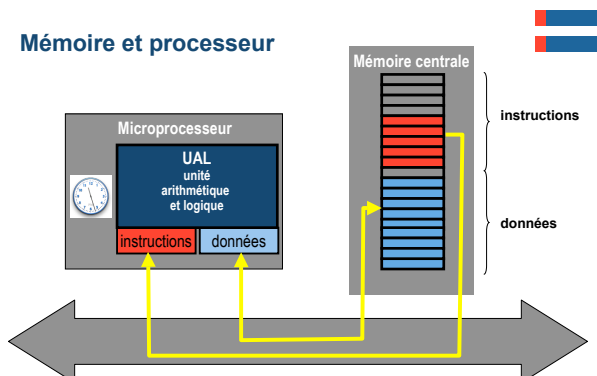 Mémoire et processeur
Mémoire centrale
instructions
données
Microprocesseur
UAL
unité
arithmétique
et logique
instructions
données